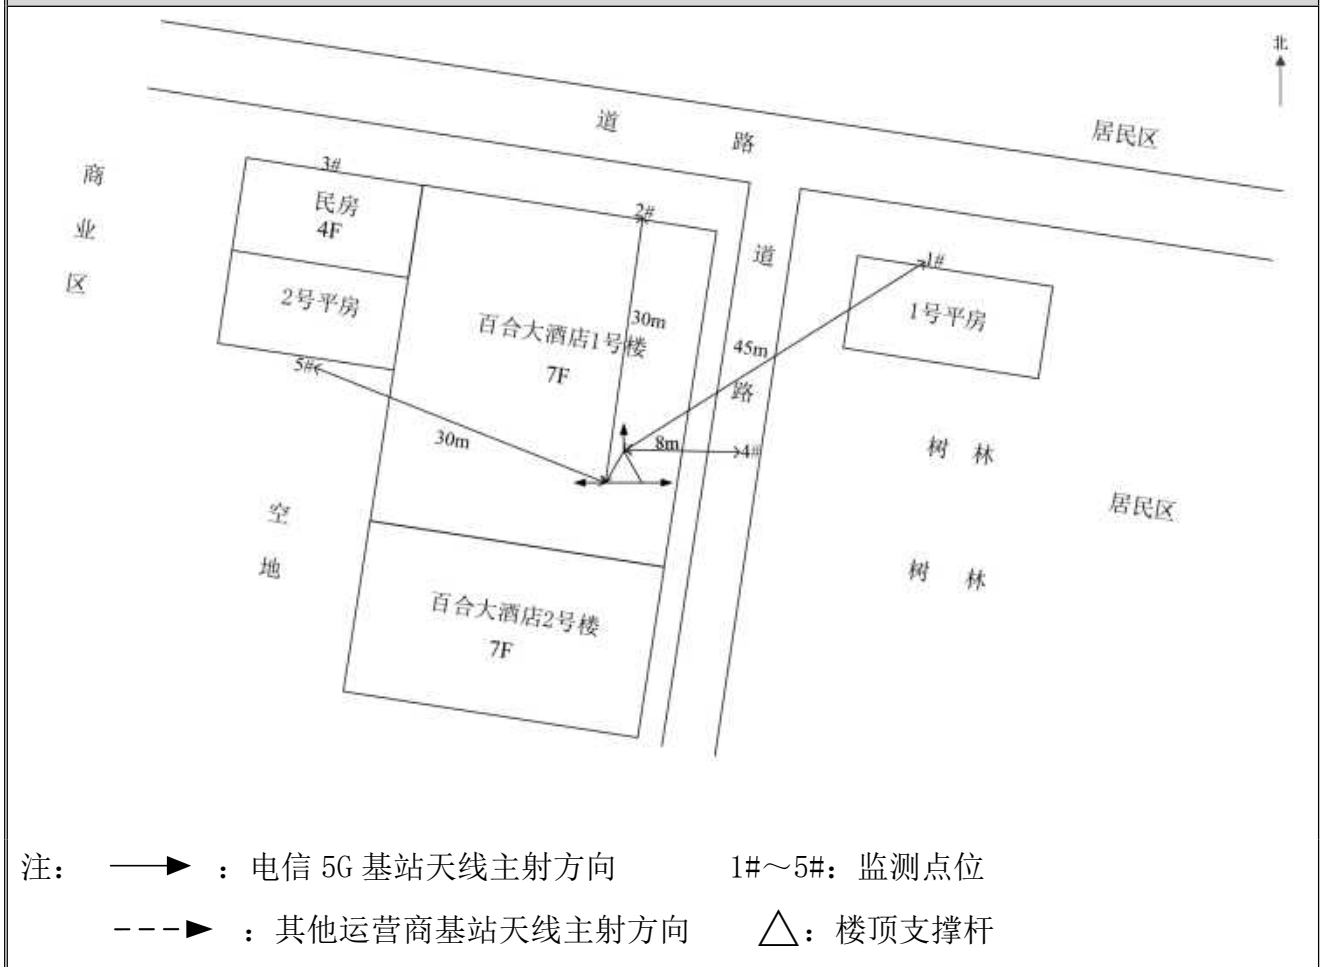 北
道 路
居民区
商业区
3#
民房
4F
2#
道路
1#
2号平房
1号平房
百合大酒店1号楼
7F
30m
45m
5#
30m
8m
4#
树 林
居民区
空地
树 林
百合大酒店2号楼
7F
注： ：电信 5G 基站天线主射方向 1#～5#：监测点位
：其他运营商基站天线主射方向 △：楼顶支撑杆